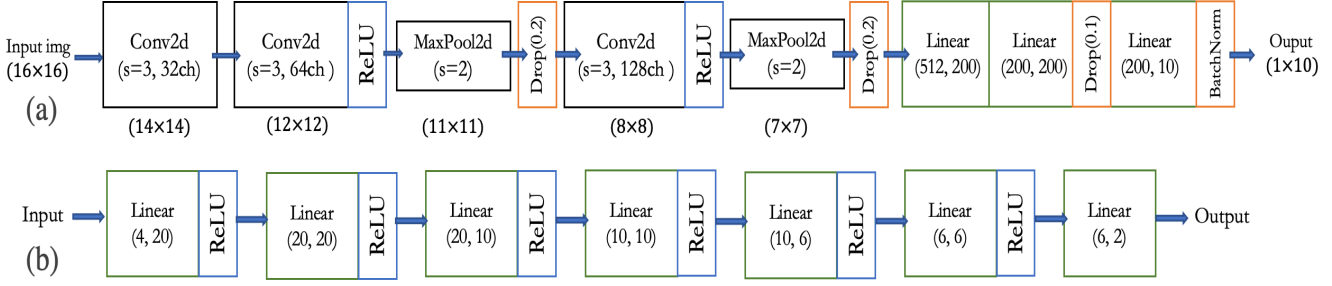 Input img
(16×16)
Conv2d
(s=3, 32ch)
(14×14)
Conv2d
(s=3, 64ch )
ReLU
(12×12)
MaxPool2d
(s=2)
(11×11)
Drop(0.2)
Conv2d
(s=3, 128ch )
ReLU
(8×8)
MaxPool2d
(s=2)
(7×7)
Drop(0.2)
Linear
(512, 200)
Linear
(200, 200)
Drop(0.1)
Linear
(200, 10)
BatchNorm
Ouput
(1×10)
(a)
Input
Linear
(4, 20)
ReLU
Linear
(20, 20)
ReLU
Linear
(20, 10)
ReLU
Linear
(10, 10)
ReLU
Linear
(10, 6)
ReLU
Linear
(6, 6)
ReLU
Linear
(6, 2)
Output
(b)